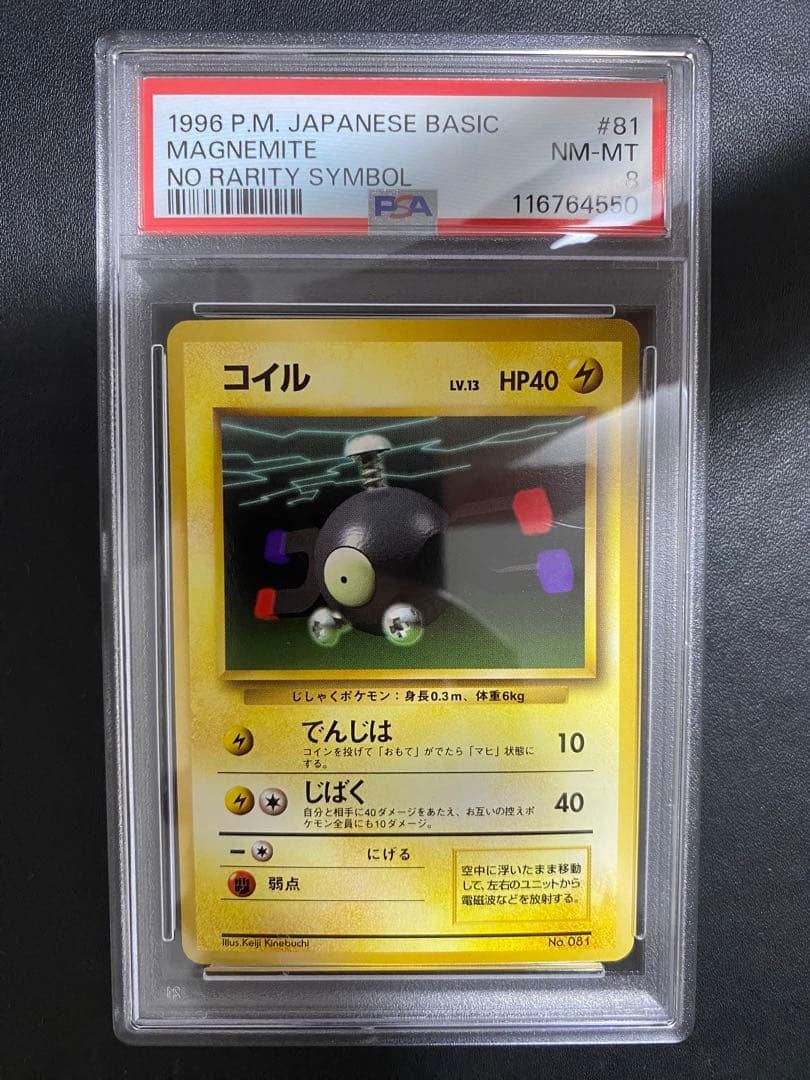 1996 P.M. JAPANESE BASIC #81
MAGNEMITE NM-MT
NO RARITY SYMBOL 8
PSA 116764550
コイル LV.13 HP40
じしゃくポケモン：身長0.3m、体重6kg
でんじは 10
コインを投げて「おもて」がでたら「マヒ」状態に
する。
じばく 40
自分と相手に40ダメージをあたえ、お互いの控えポ
ケモン全員にも10ダメージ。
にげる
弱点
空中に浮いたまま移動
して、左右のユニットから
電磁波などを放射する。
Illus.Keiji Kinebuchi No. 081